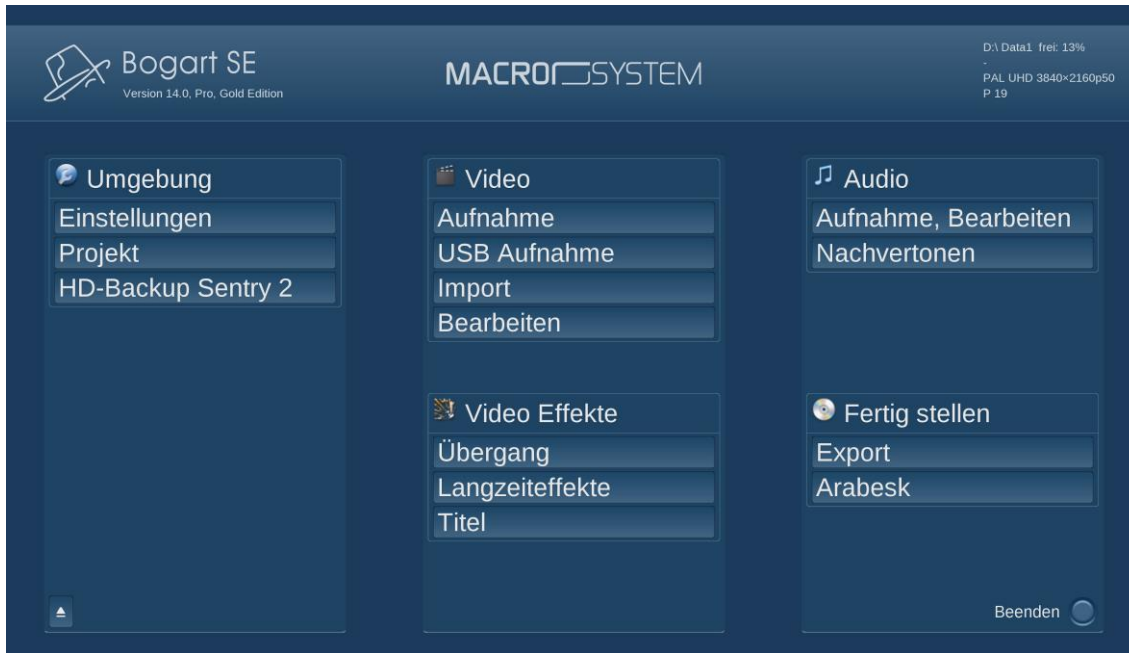 Bogart SE
Version 14.0, Pro, Gold Edition
MACROSYSTEM
D:\ Data1 frei: 13%
-
PAL UHD 3840×2160p50
P 19
Umgebung
Einstellungen
Projekt
HD-Backup Sentry 2
Video
Aufnahme
USB Aufnahme
Import
Bearbeiten
Video Effekte
Übergang
Langzeiteffekte
Titel
Audio
Aufnahme, Bearbeiten
Nachvertonen
Fertig stellen
Export
Arabesk
Beenden